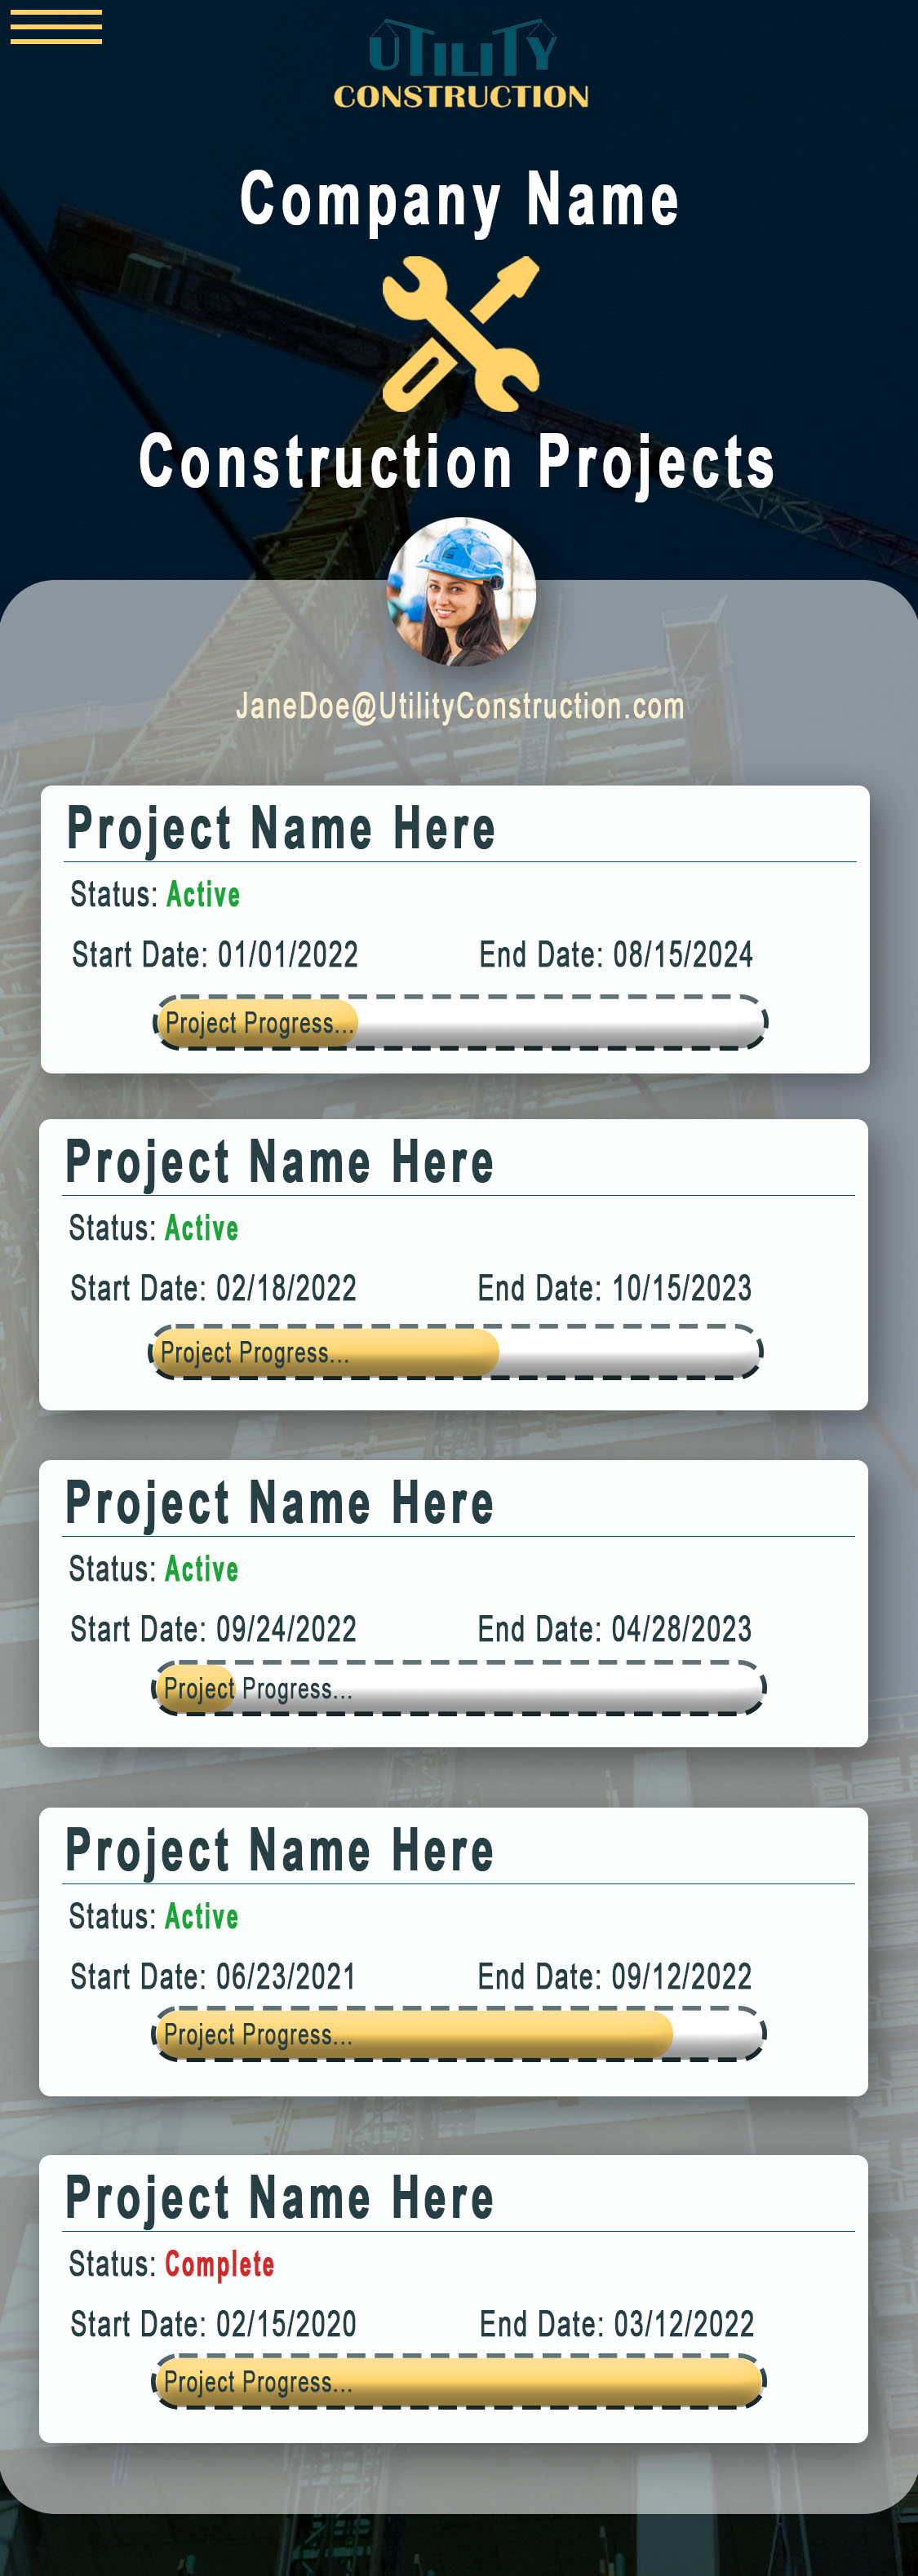 UTILITY
CONSTRUCTION
Company Name
Construction Projects
JaneDoe@UtilityConstruction.com
Project Name Here
Status: Active
Start Date: 01/01/2022 End Date: 08/15/2024
Project Progress...
Project Name Here
Status: Active
Start Date: 02/18/2022 End Date: 10/15/2023
Project Progress...
Project Name Here
Status: Active
Start Date: 09/24/2022 End Date: 04/28/2023
Project Progress...
Project Name Here
Status: Active
Start Date: 06/23/2021 End Date: 09/12/2022
Project Progress...
Project Name Here
Status: Complete
Start Date: 02/15/2020 End Date: 03/12/2022
Project Progress...